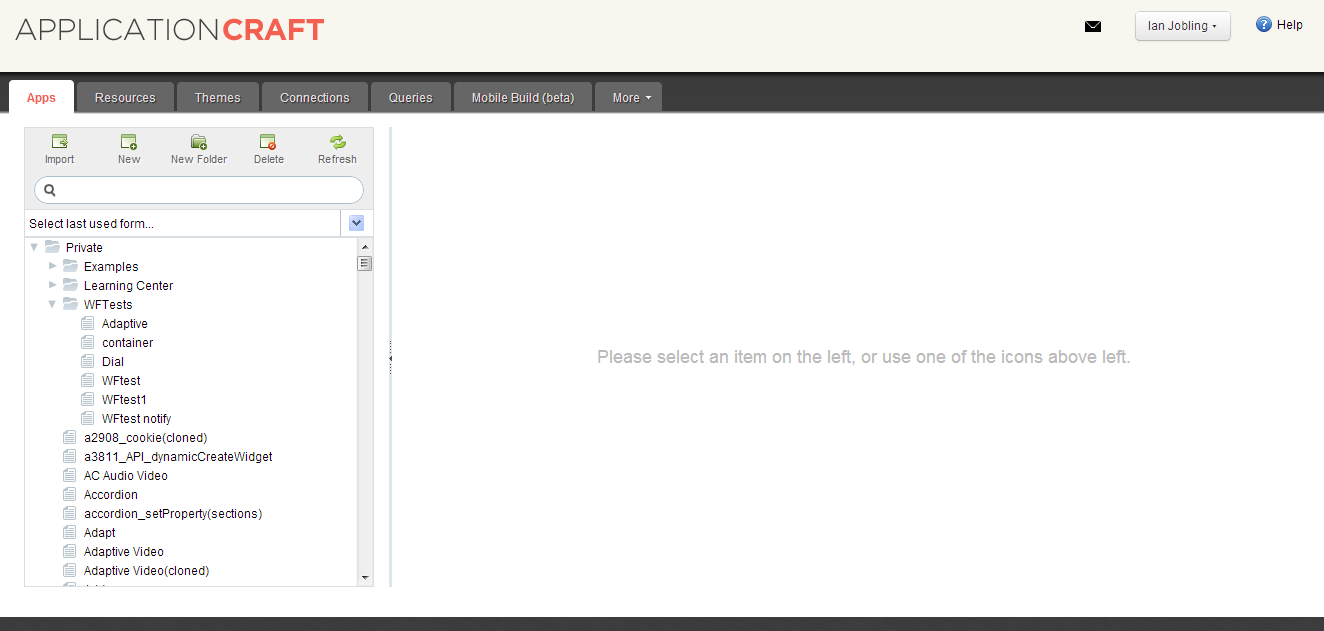 APPLICATIONCRAFT
Ian Jobling
Help
Apps Resources Themes Connections Queries Mobile Build (beta) More
Import New New Folder Delete Refresh
Select last used form...
Private
Examples
Learning Center
WFTests
Adaptive
container
Dial
WFtest
WFtest1
WFtest notify
a2908_cookie(cloned)
a3811_API_dynamicCreateWidget
AC Audio Video
Accordion
accordion_setProperty(sections)
Adapt
Adaptive Video
Adaptive Video(cloned)
Please select an item on the left, or use one of the icons above left.